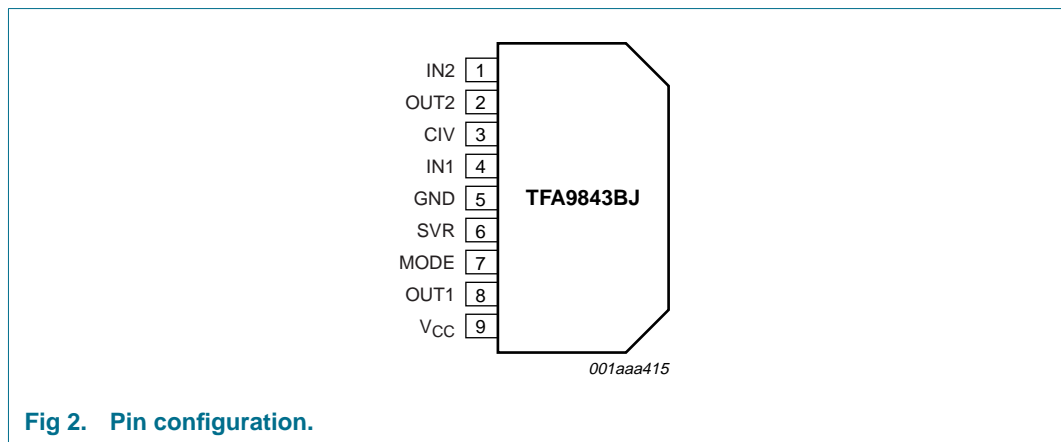 IN2 1
OUT2 2
CIV 3
IN1 4
GND 5
SVR 6
MODE 7
OUT1 8
VCC 9
TFA9843BJ
001aaa415
Fig 2. Pin configuration.